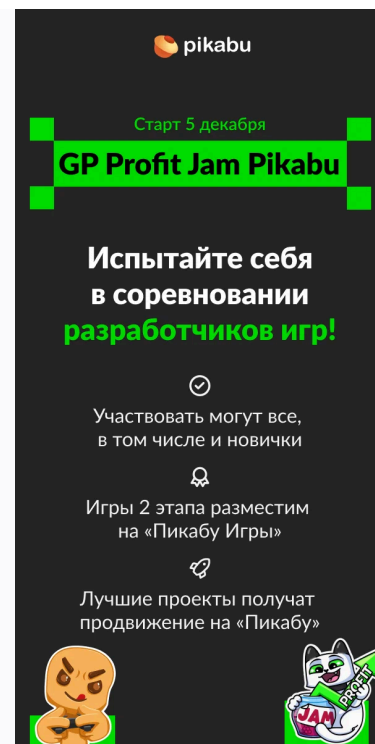 pikabu
Старт 5 декабря
GP Profit Jam Pikabu
Испытайте себя
в соревновании
разработчиков игр!
Участвовать могут все,
в том числе и новички
Игры 2 этапа разместим
на «Пикабу Игры»
Лучшие проекты получат
продвижение на «Пикабу»
PROFIT
JAM